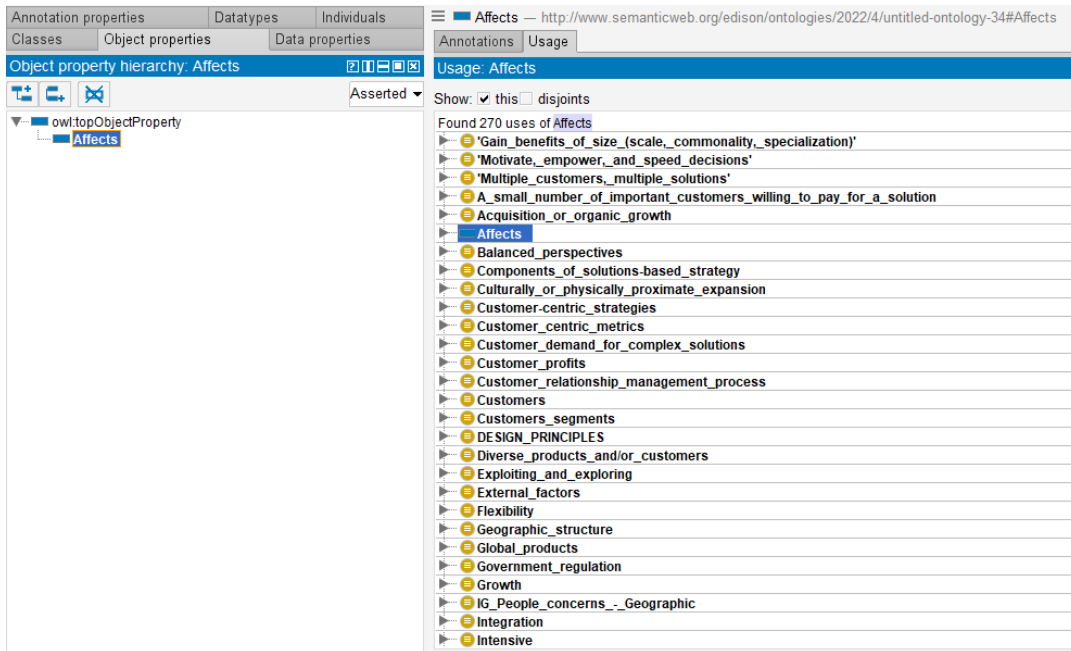 Annotation properties Datatypes Individuals
Classes Object properties Data properties
Object property hierarchy: Affects
Asserted
owl:topObjectProperty
Affects
Affects — http://www.semanticweb.org/edison/ontologies/2022/4/untitled-ontology-34#Affects
Annotations Usage
Usage: Affects
Show: this disjoints
Found 270 uses of Affects
'Gain_benefits_of_size_(scale,_commonality,_specialization)'
'Motivate,_empower,_and_speed_decisions'
'Multiple_customers,_multiple_solutions'
A_small_number_of_important_customers_willing_to_pay_for_a_solution
Acquisition_or_organic_growth
Affects
Balanced_perspectives
Components_of_solutions-based_strategy
Culturally_or_physically_proximate_expansion
Customer-centric_strategies
Customer_centric_metrics
Customer_demand_for_complex_solutions
Customer_profits
Customer_relationship_management_process
Customers
Customers_segments
DESIGN_PRINCIPLES
Diverse_products_and/or_customers
Exploiting_and_exploring
External_factors
Flexibility
Geographic_structure
Global_products
Government_regulation
Growth
IG_People_concerns_-_Geographic
Integration
Intensive